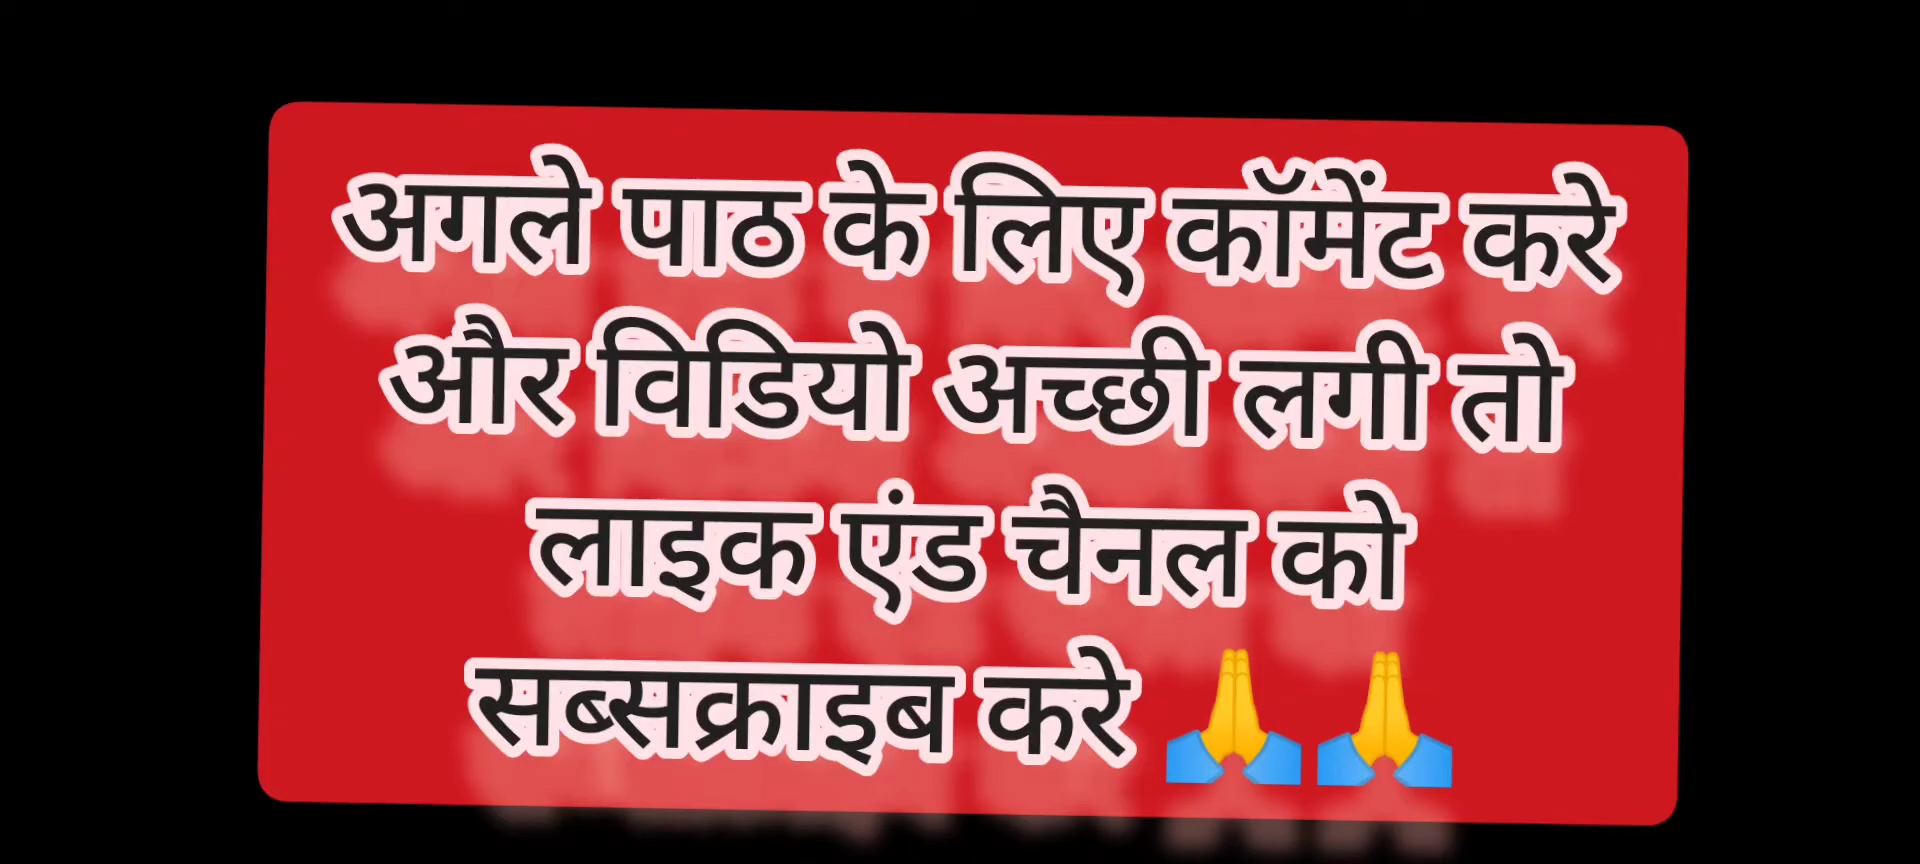 अगले पाठ के लिए कॉमेंट करे
और विडियो अच्छी लगी तो
लाइक एंड चैनल को
सब्सक्राइब करे 🙏🙏